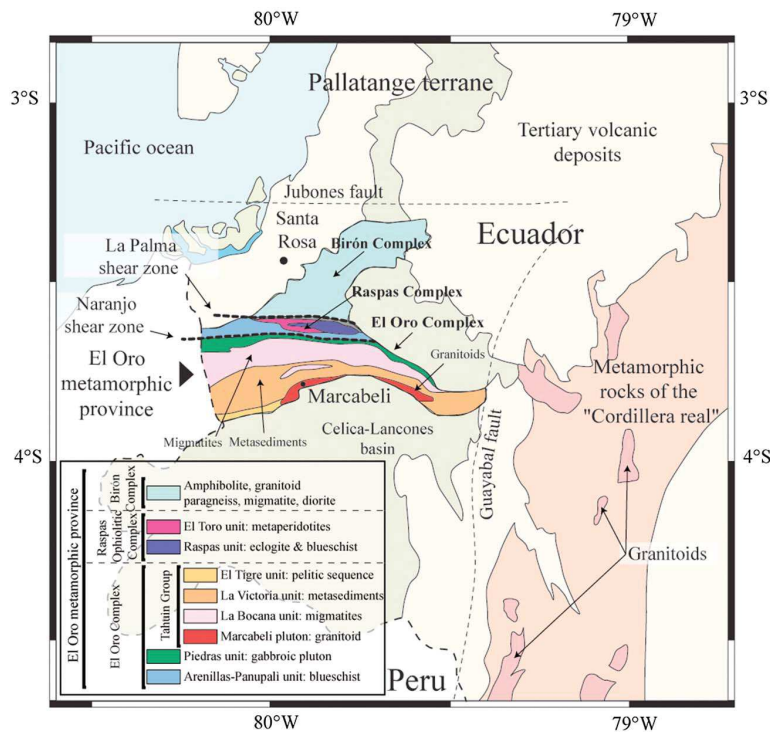 80°W
79°W
3°S
3°S
Pallatange terrane
Tertiary volcanic
deposits
Pacific ocean
Jubones fault
Santa
Rosa
Ecuador
La Palma
shear zone
Birón Complex
Raspas Complex
Naranjo
shear zone
El Oro Complex
El Oro
metamorphic
province
Granitoids
Metamorphic
rocks of the
"Cordillera real"
Marcabeli
Migmatites
Metasediments
Celica-Lancones
basin
Guayabal fault
4°S
4°S
Granitoids
El Oro metamorphic province
Birón
Complex
Amphibolite, granitoid
paragneiss, migmatite, diorite
Raspas
Ophiolitic
Complex
El Toro unit: metaperidotites
Raspas unit: eclogite & blueschist
El Oro Complex
Tahuin Group
El Tigre unit: pelitic sequence
La Victoria unit: metasediments
La Bocana unit: migmatites
Marcabeli pluton: granitoid
Piedras unit: gabbroic pluton
Arenillas-Panupali unit: blueschist
Peru
80°W
79°W